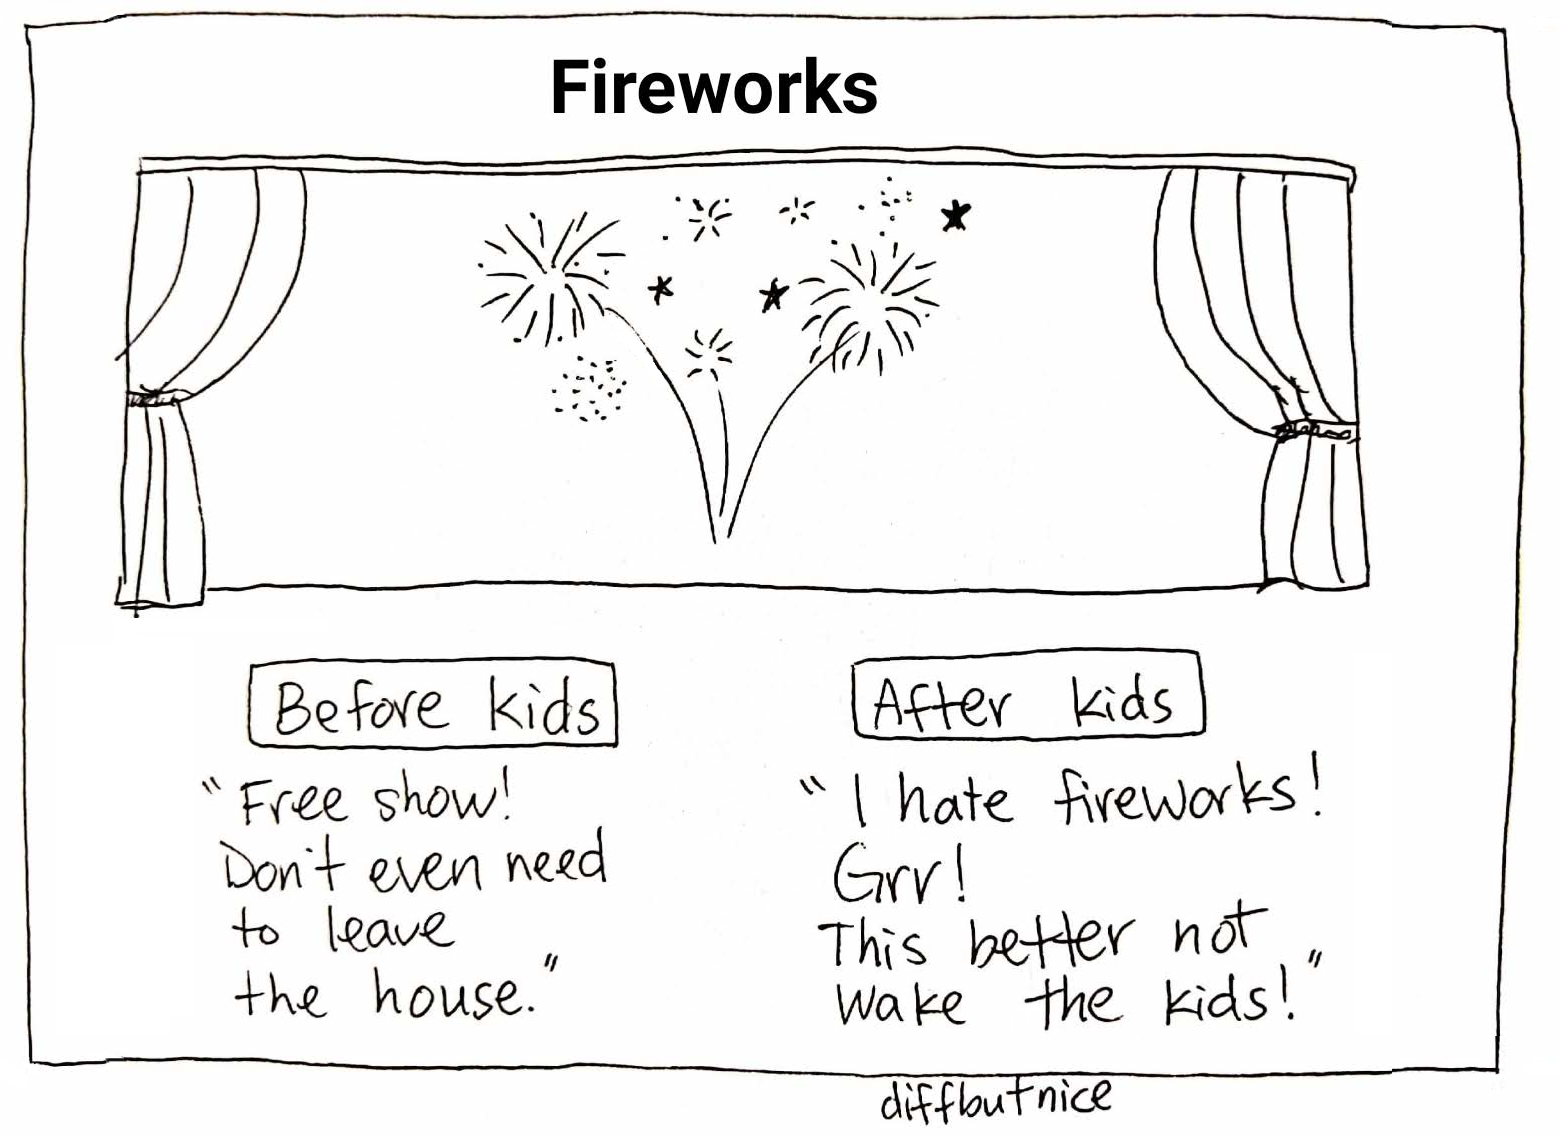 Fireworks
Before kids
"Free show!
Don't even need
to leave
the house."
After kids
"I hate fireworks!
Grr!
This better not
wake the kids!"
diffbutnice